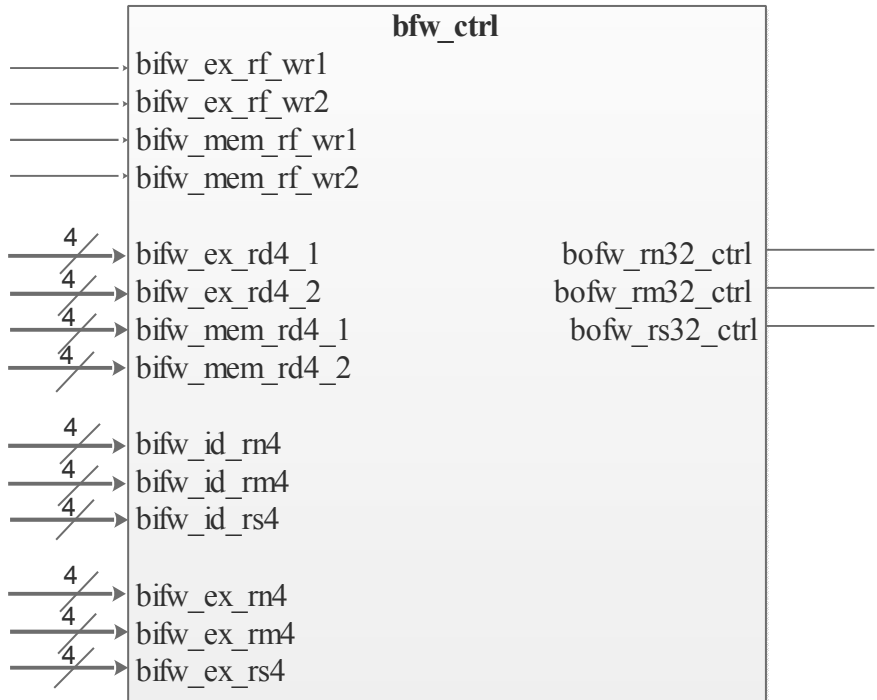 bfw_ctrl
bifw_ex_rf_wr1
bifw_ex_rf_wr2
bifw_mem_rf_wr1
bifw_mem_rf_wr2
4 bifw_ex_rd4_1 bofw_rn32_ctrl
4 bifw_ex_rd4_2 bofw_rm32_ctrl
4 bifw_mem_rd4_1 bofw_rs32_ctrl
4 bifw_mem_rd4_2
4 bifw_id_rn4
4 bifw_id_rm4
4 bifw_id_rs4
4 bifw_ex_rn4
4 bifw_ex_rm4
4 bifw_ex_rs4